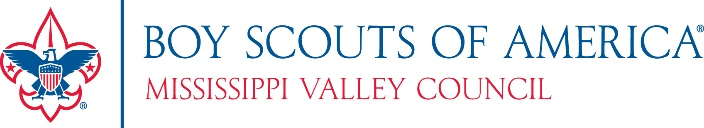 BOY SCOUTS OF AMERICA®
MISSISSIPPI VALLEY COUNCIL
®